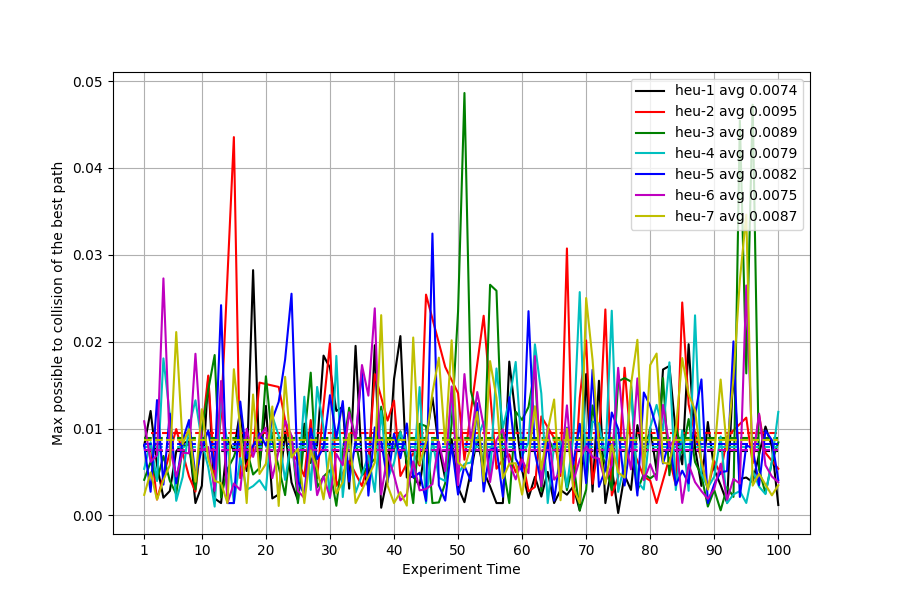 0.05
0.04
0.03
0.02
0.01
0.00
Max possible to collision of the best path
heu-1 avg 0.0074
heu-2 avg 0.0095
heu-3 avg 0.0089
heu-4 avg 0.0079
heu-5 avg 0.0082
heu-6 avg 0.0075
heu-7 avg 0.0087
1 10 20 30 40 50 60 70 80 90 100
Experiment Time